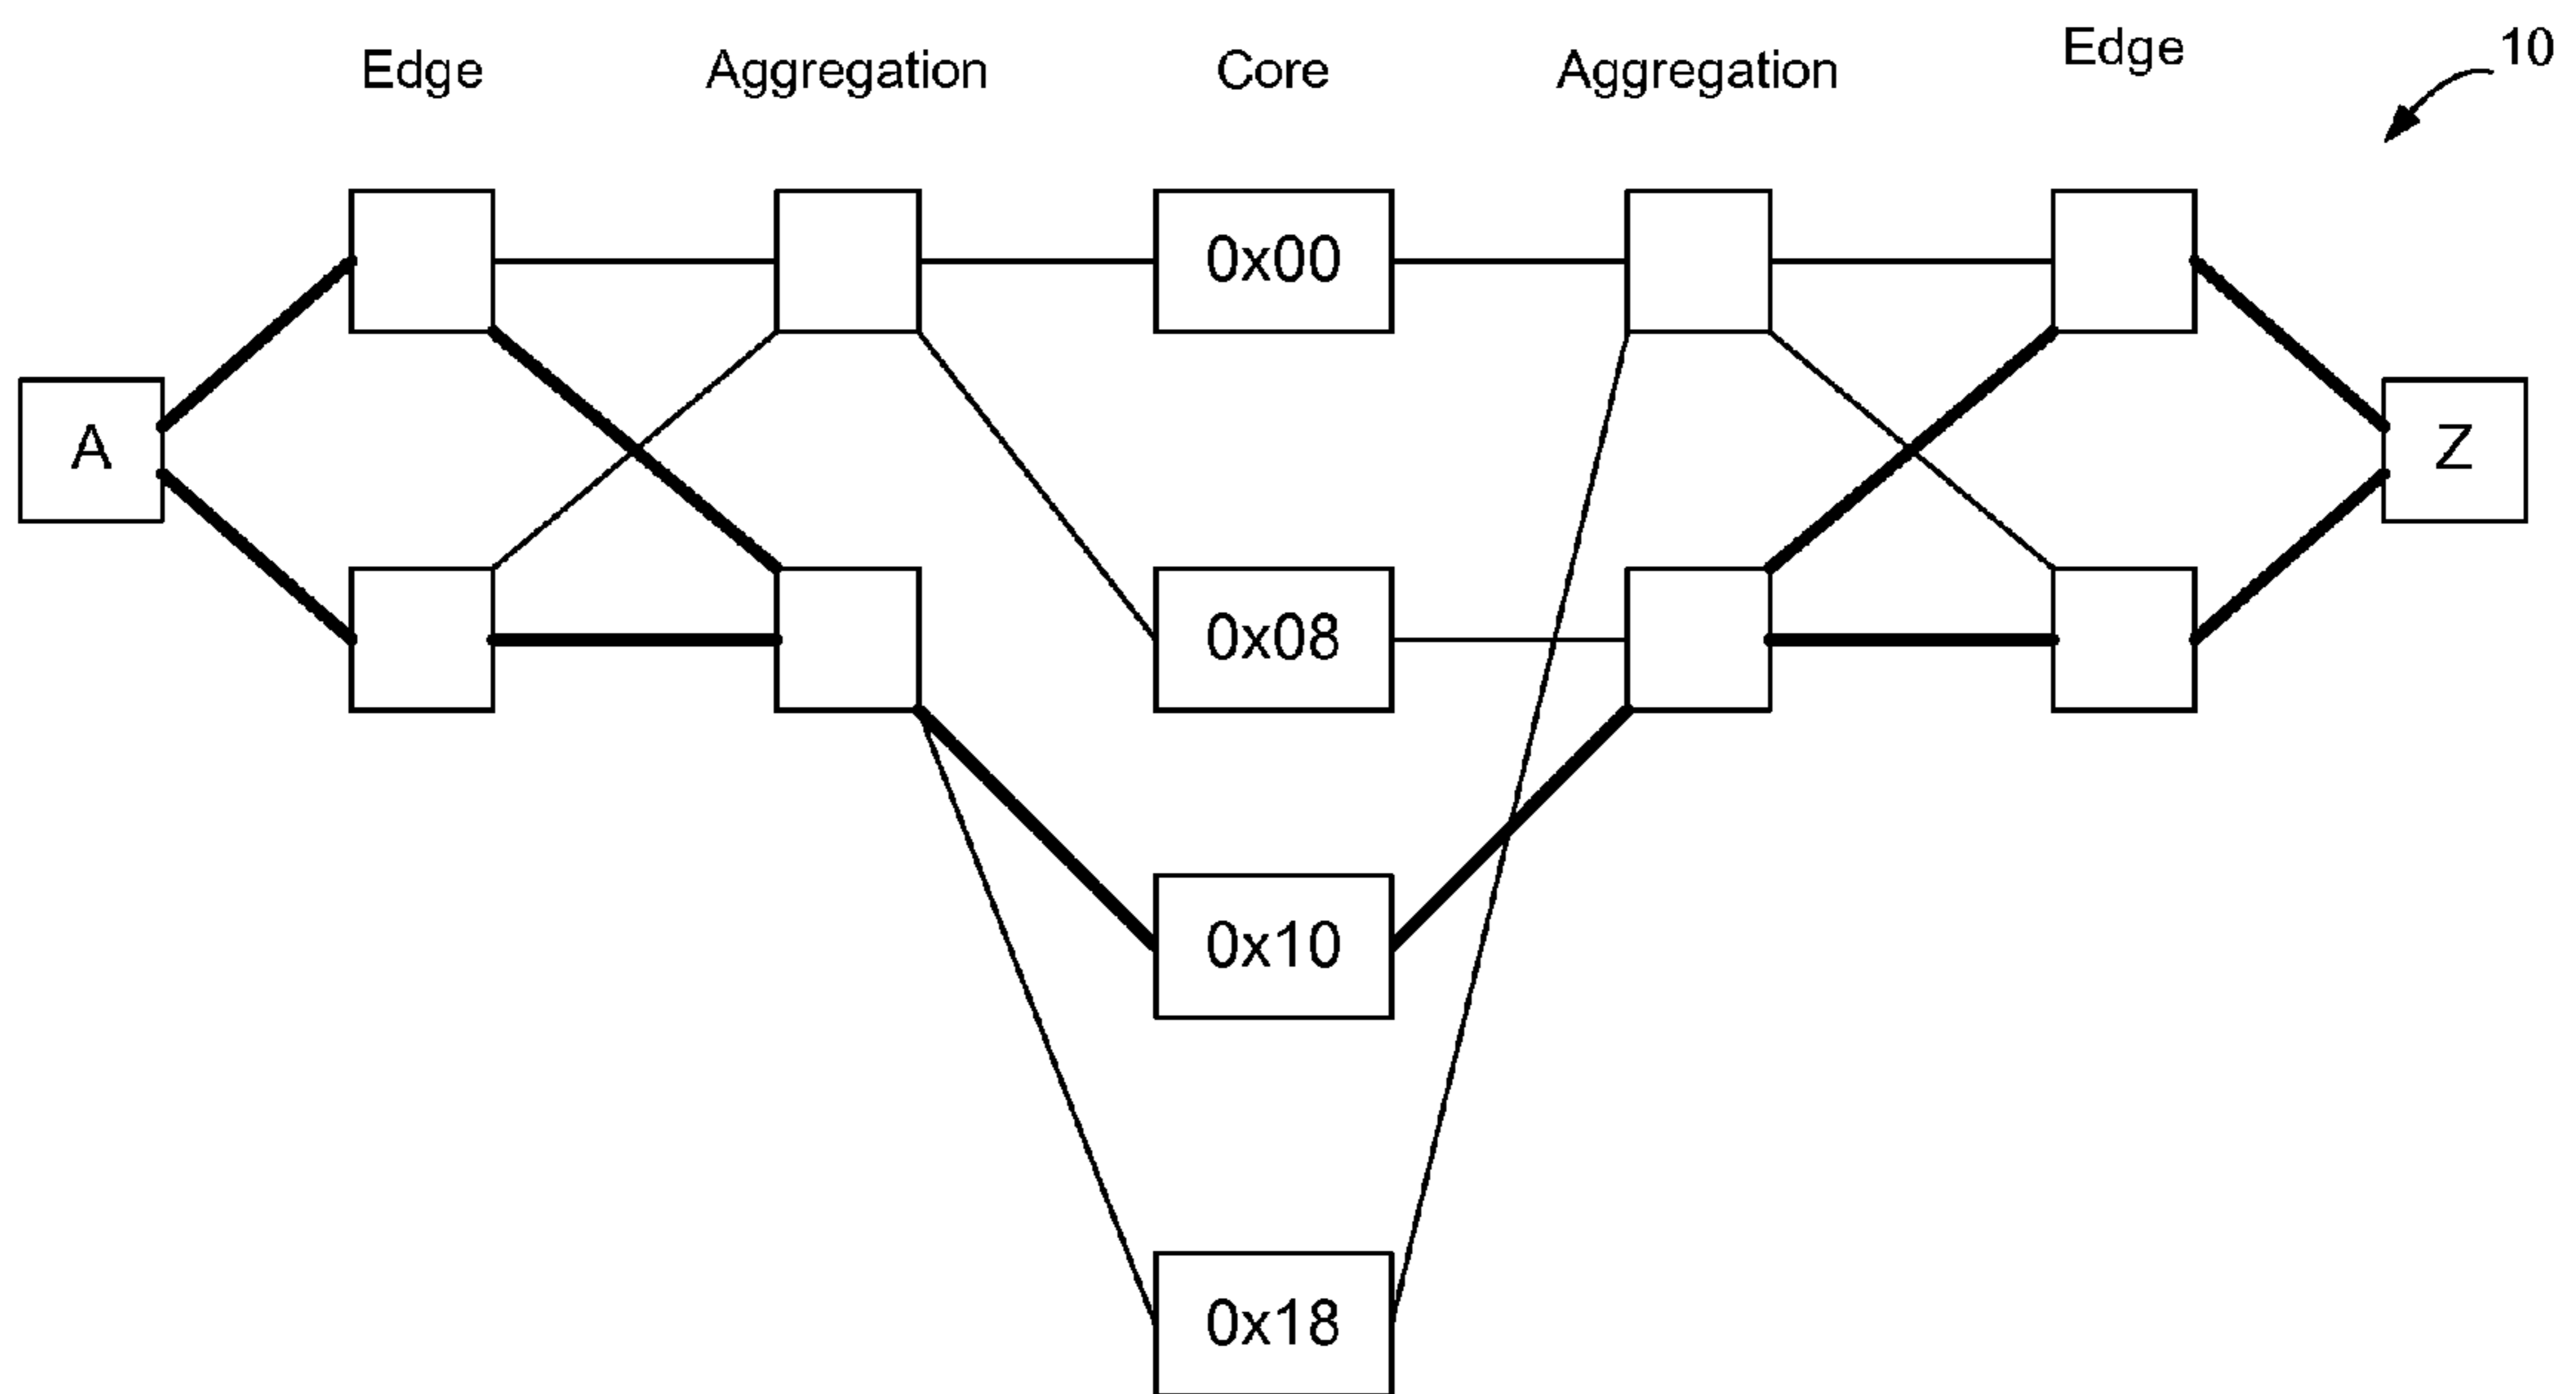 Edge Aggregation Core Aggregation Edge 10
0x00
A Z
0x08
0x10
0x18